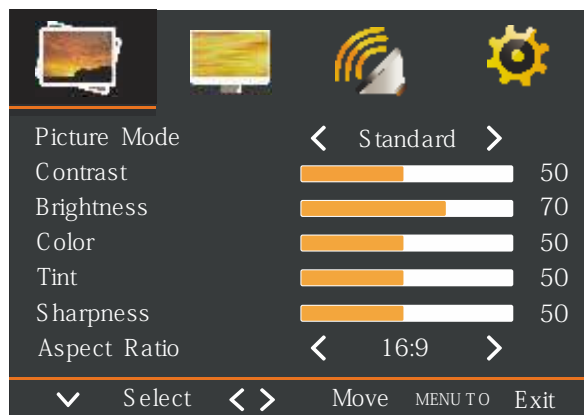 Picture Mode Standard
Contrast 50
Brightness 70
Color 50
Tint 50
Sharpness 50
Aspect Ratio 16:9
Select Move MENU TO Exit